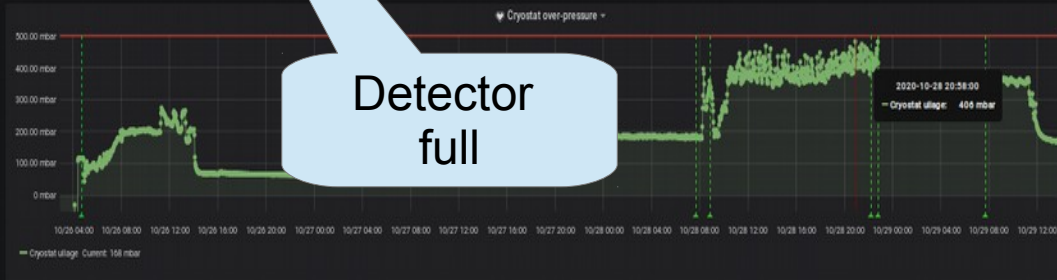 Cryostat over-pressure
500.00 mbar
400.00 mbar
300.00 mbar
200.00 mbar
100.00 mbar
0 mbar
Detector
full
2020-10-28 20:58:00
Cryostat ullage: 406 mbar
10/26 04:00 10/26 08:00 10/26 12:00 10/26 16:00 10/26 20:00 10/27 00:00 10/27 04:00 10/27 08:00 10/27 12:00 10/27 16:00 10/27 20:00 10/28 00:00 10/28 04:00 10/28 08:00 10/28 12:00 10/28 16:00 10/28 20:00 10/29 00:00 10/29 04:00 10/29 08:00 10/29 12:00
Cryostat ullage Current: 168 mbar